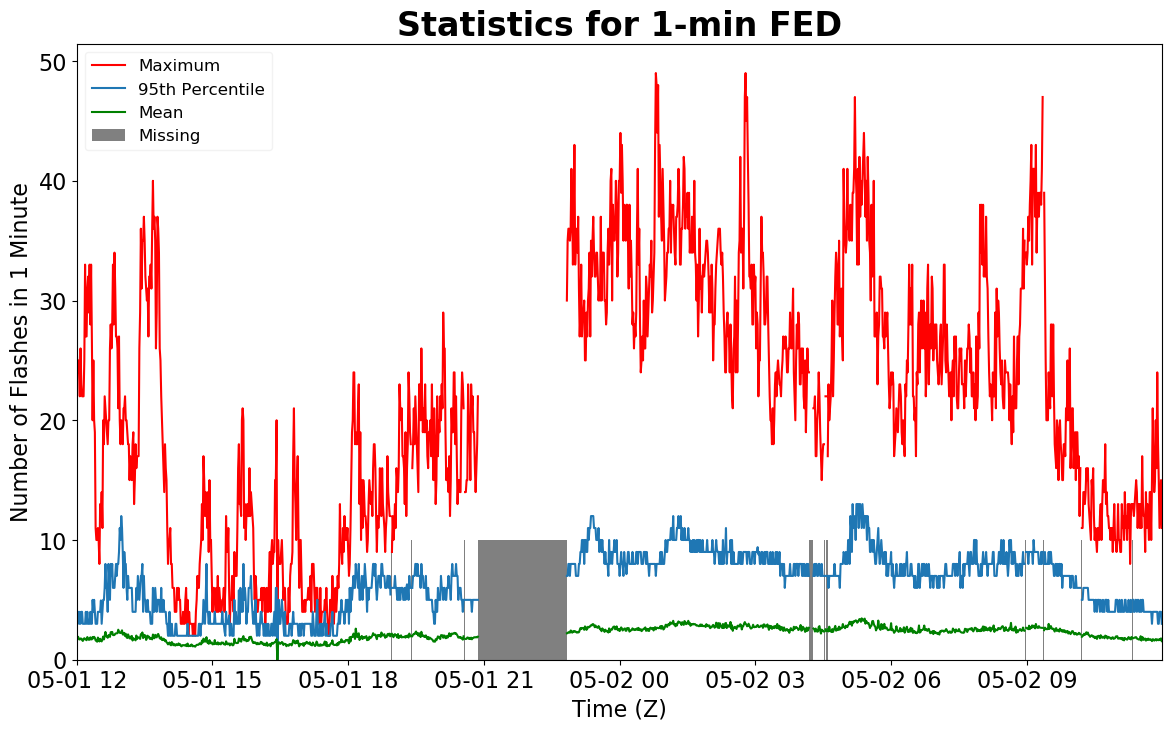 Statistics for 1-min FED
Maximum
95th Percentile
Mean
Missing
Number of Flashes in 1 Minute
50
40
30
20
10
0
05-01 12 05-01 15 05-01 18 05-01 21 05-02 00 05-02 03 05-02 06 05-02 09
Time (Z)